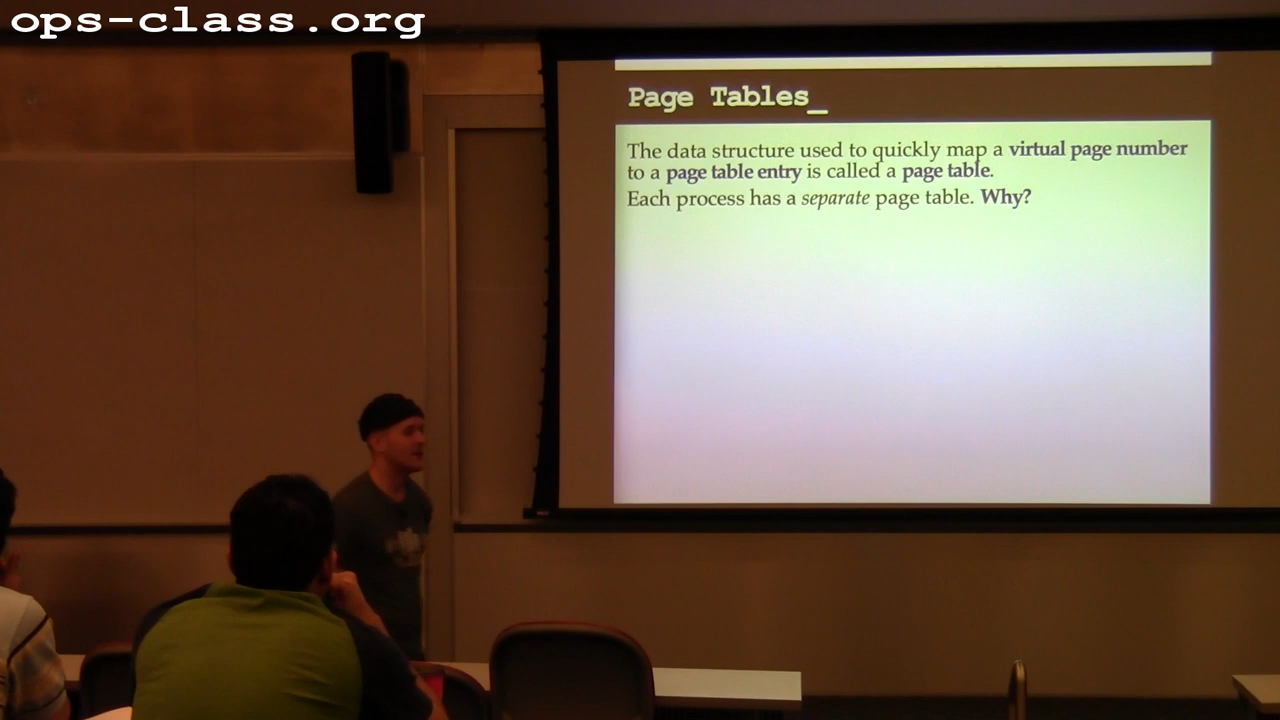 ops-class.org
Page Tables_
The data structure used to quickly map a virtual page number
to a page table entry is called a page table.
Each process has a separate page table. Why?